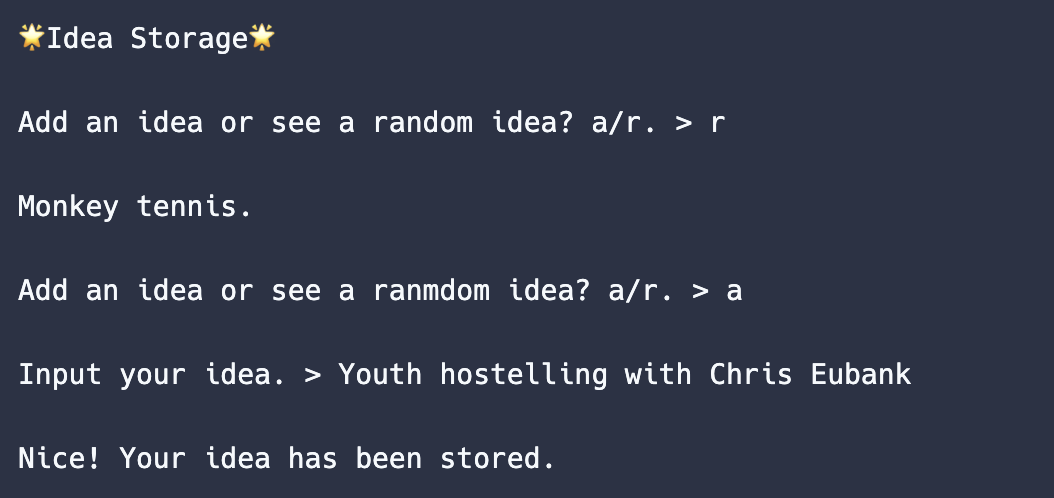 🌟Idea Storage🌟
Add an idea or see a random idea? a/r. > r
Monkey tennis.
Add an idea or see a ranmdom idea? a/r. > a
Input your idea. > Youth hostelling with Chris Eubank
Nice! Your idea has been stored.